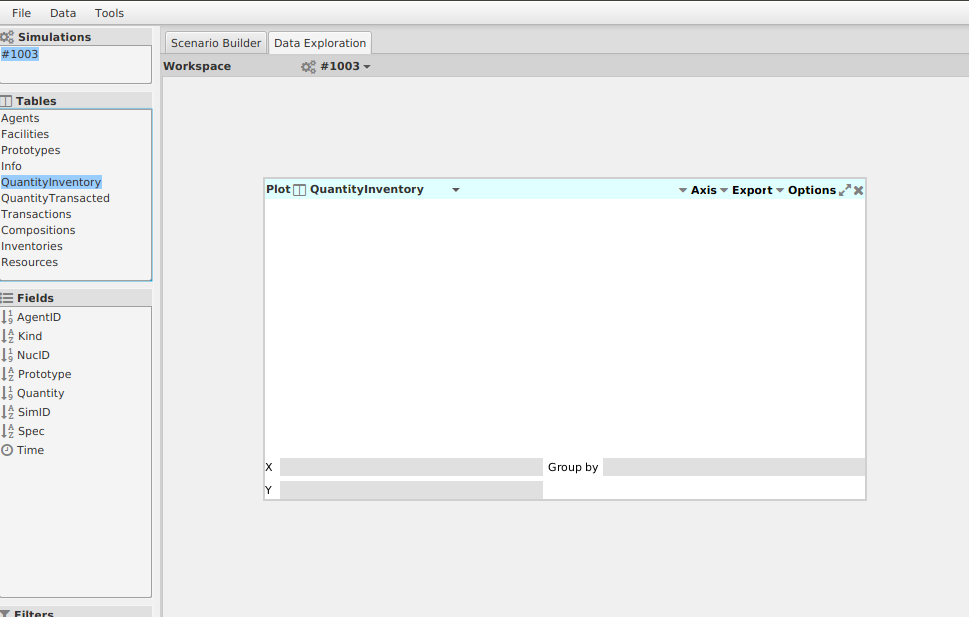 File Data Tools
Simulations
#1003
Tables
Agents
Facilities
Prototypes
Info
QuantityInventory
QuantityTransacted
Transactions
Compositions
Inventories
Resources
Fields
AgentID
Kind
NucID
Prototype
Quantity
SimID
Spec
Time
Filters
Scenario Builder Data Exploration
Workspace #1003
Plot QuantityInventory Axis Export Options
X Group by
Y